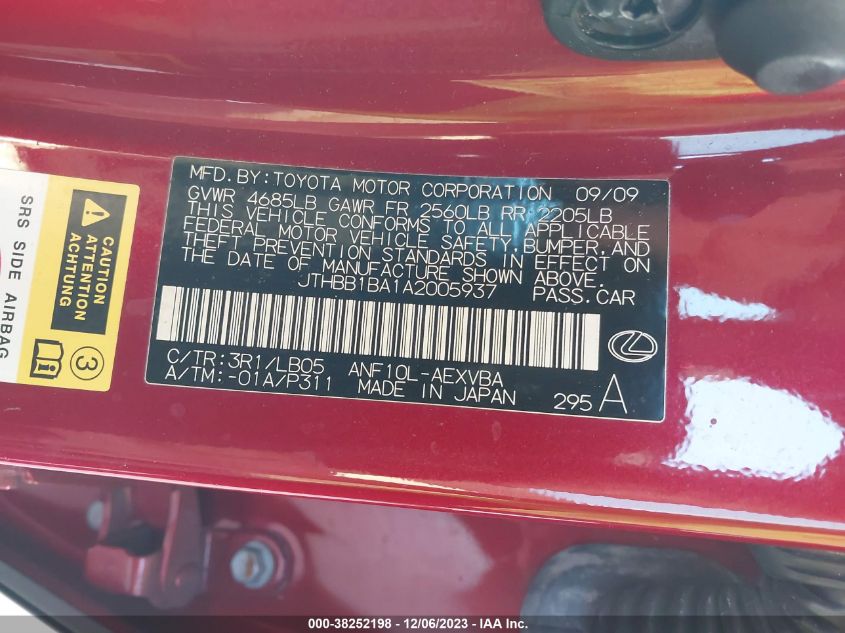 MFD.BY:TOYOTA MOTOR CORPORATION 09/09
GVWR 4685LB GAWR FR 2560LB RR 2205LB
THIS VEHICLE CONFORMS TO ALL APPLICABLE
FEDERAL MOTOR VEHICLE SAFETY,BUMPER,AND
THEFT PREVENTION STANDARDS IN EFFECT ON
THE DATE OF MANUFACTURE SHOWN ABOVE.
JTHBB1BA1A2005937 PASS.CAR
C/TR:3R1/LB05 ANF10L-AEXVBA
A/TM:-01A/P311 MADE IN JAPAN
295 A
SRS SIDE AIRBAG
CAUTION
ATTENTION
ACHTUNG
3
000-38252198 - 12/06/2023 - IAA Inc.